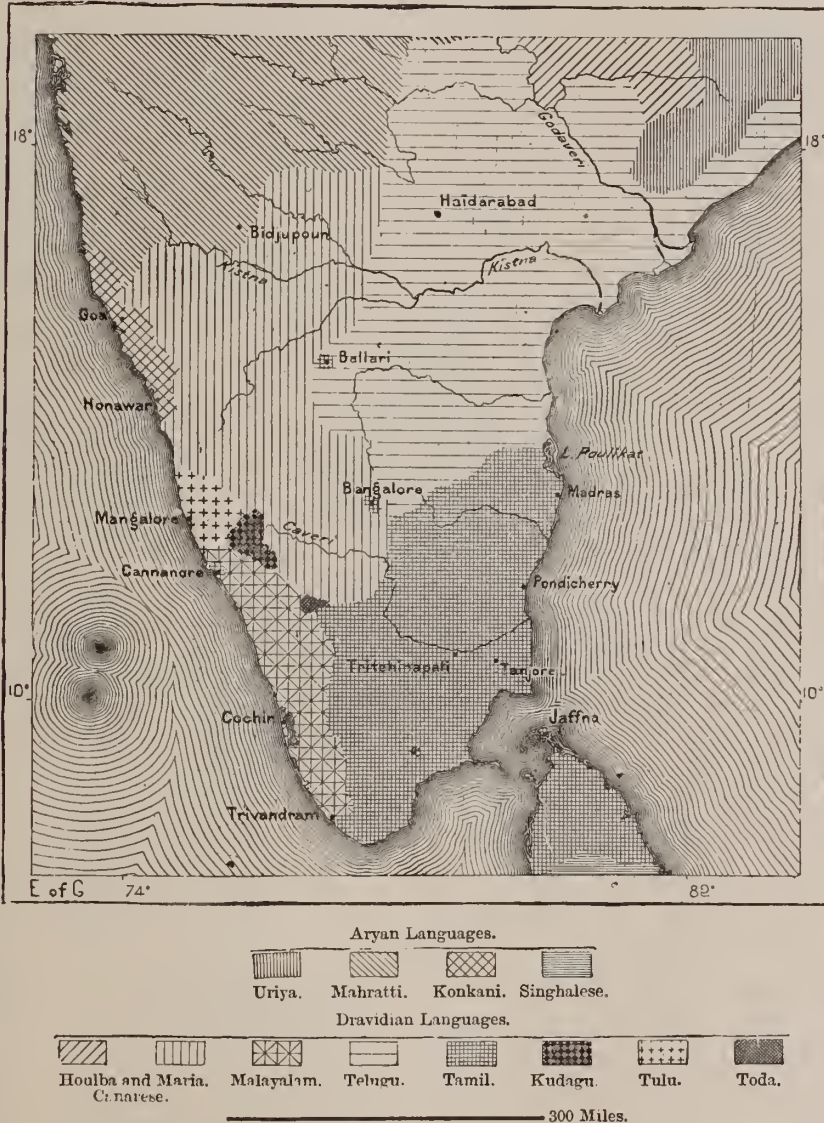 18°
18°
Godaveri
Haïdarabad
Bidjupoun
Kistna
Kistna
Goa
Ballari
Honawar
L. Poulikat
Bangalore
Madras
Mangalore
Caveri
Cannanore
Pondicherry
Tritchinapali
Tanjore
10°
10°
Cochin
Jaffna
Trivandram
E of G
74°
82°
Aryan Languages.
Uriya. Mahratti. Konkani. Singhalese.
Dravidian Languages.
Houlba and Maria. Malayalam. Telugu. Tamil. Kudagu. Tulu. Toda.
Canarese.
300 Miles.